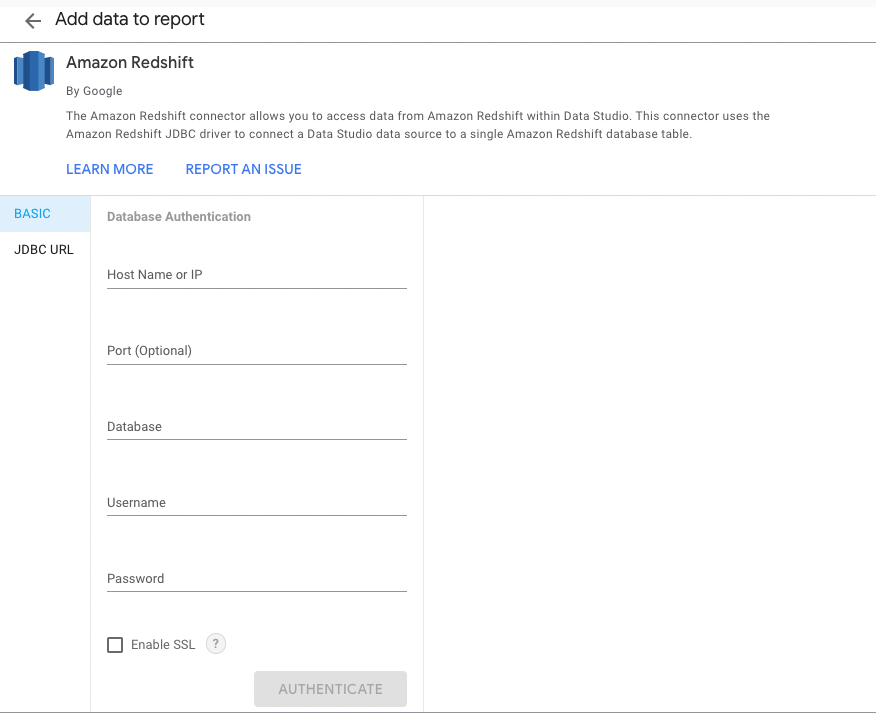 Add data to report
Amazon Redshift
By Google
The Amazon Redshift connector allows you to access data from Amazon Redshift within Data Studio. This connector uses the
Amazon Redshift JDBC driver to connect a Data Studio data source to a single Amazon Redshift database table.
LEARN MORE REPORT AN ISSUE
BASIC
JDBC URL
Database Authentication
Host Name or IP
Port (Optional)
Database
Username
Password
Enable SSL ?
AUTHENTICATE